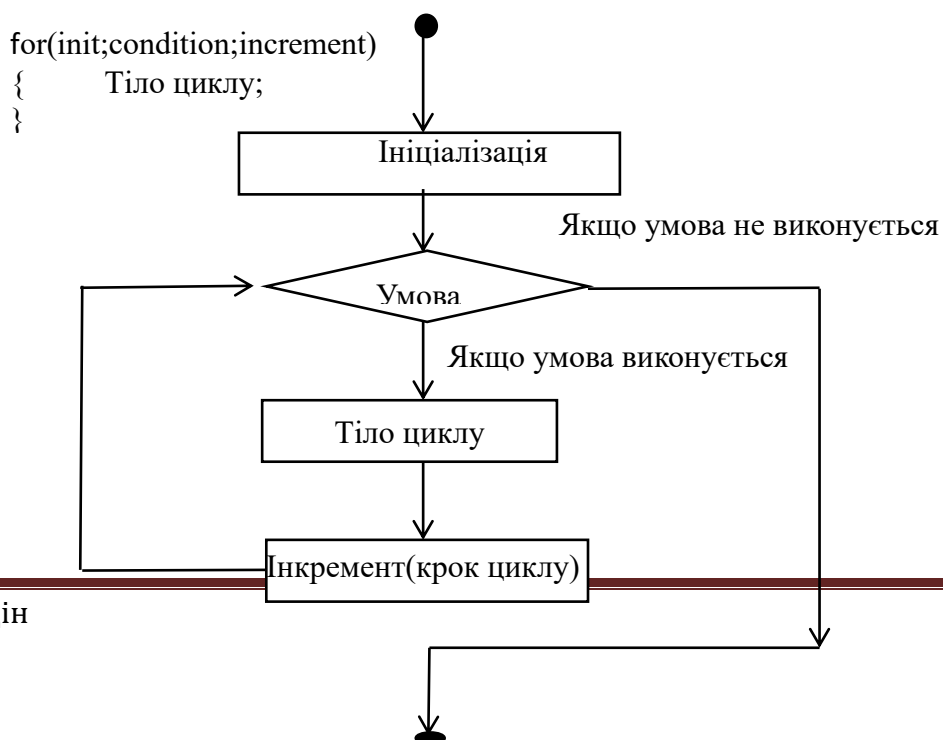 for(init;condition;increment)
{ Тіло циклу;
}
Ініціалізація
Якщо умова не виконується
Умова
Якщо умова виконується
Тіло циклу
Інкремент(крок циклу)
ін